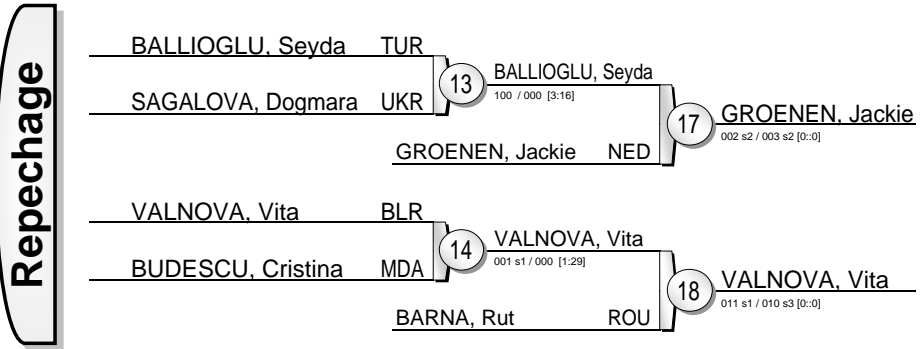 Repechage
BALLIOGLU, Seyda TUR
SAGALOVA, Dogmara UKR
13
BALLIOGLU, Seyda
100 / 000 [3:16]
GROENEN, Jackie NED
17
GROENEN, Jackie
002 s2 / 003 s2 [0::0]
VALNOVA, Vita BLR
BUDESCU, Cristina MDA
14
VALNOVA, Vita
001 s1 / 000 [1:29]
BARNA, Rut ROU
18
VALNOVA, Vita
011 s1 / 010 s3 [0::0]